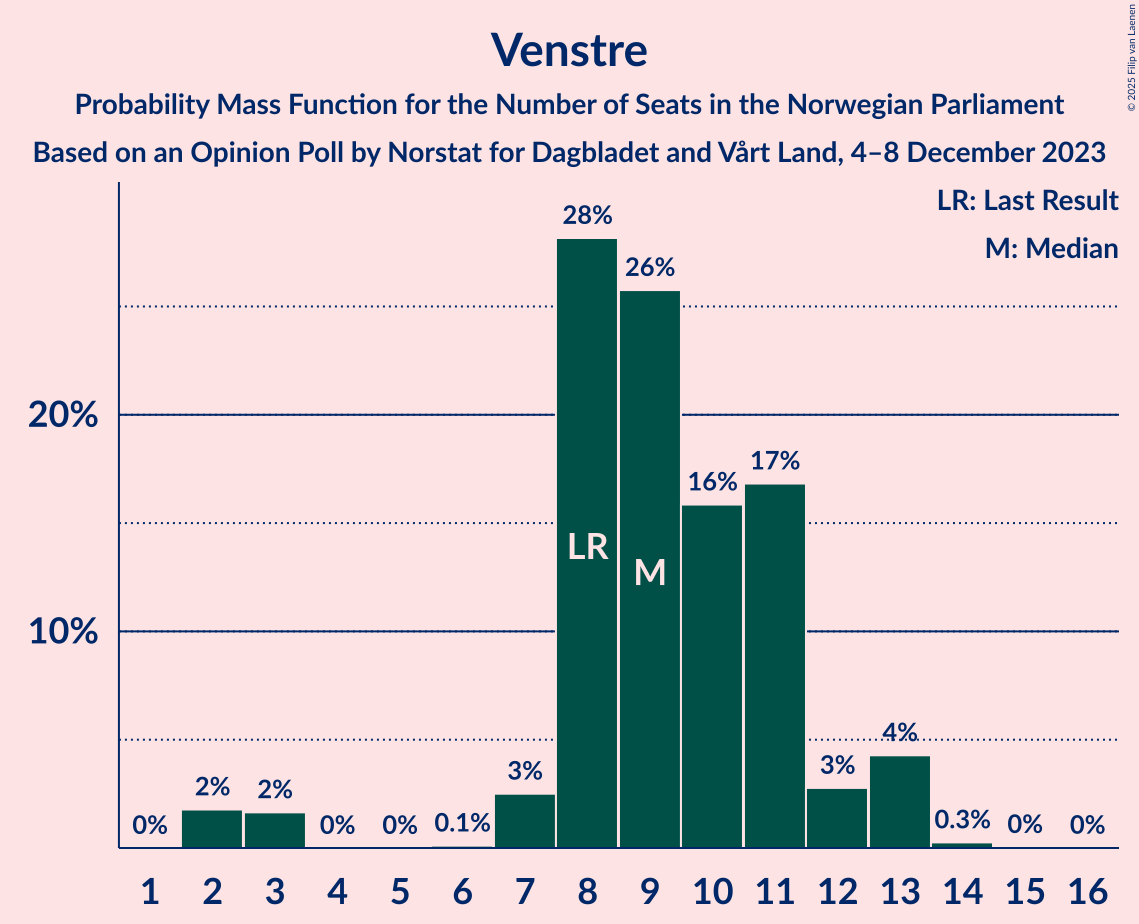 Venstre
Probability Mass Function for the Number of Seats in the Norwegian Parliament
Based on an Opinion Poll by Norstat for Dagbladet and Vårt Land, 4–8 December 2023
© 2025 Filip van Laenen
LR: Last Result
M: Median
20%
10%
0% 2% 2% 0% 0% 0.1% 3% 28% 26% 16% 17% 3% 4% 0.3% 0% 0%
LR M
1 2 3 4 5 6 7 8 9 10 11 12 13 14 15 16